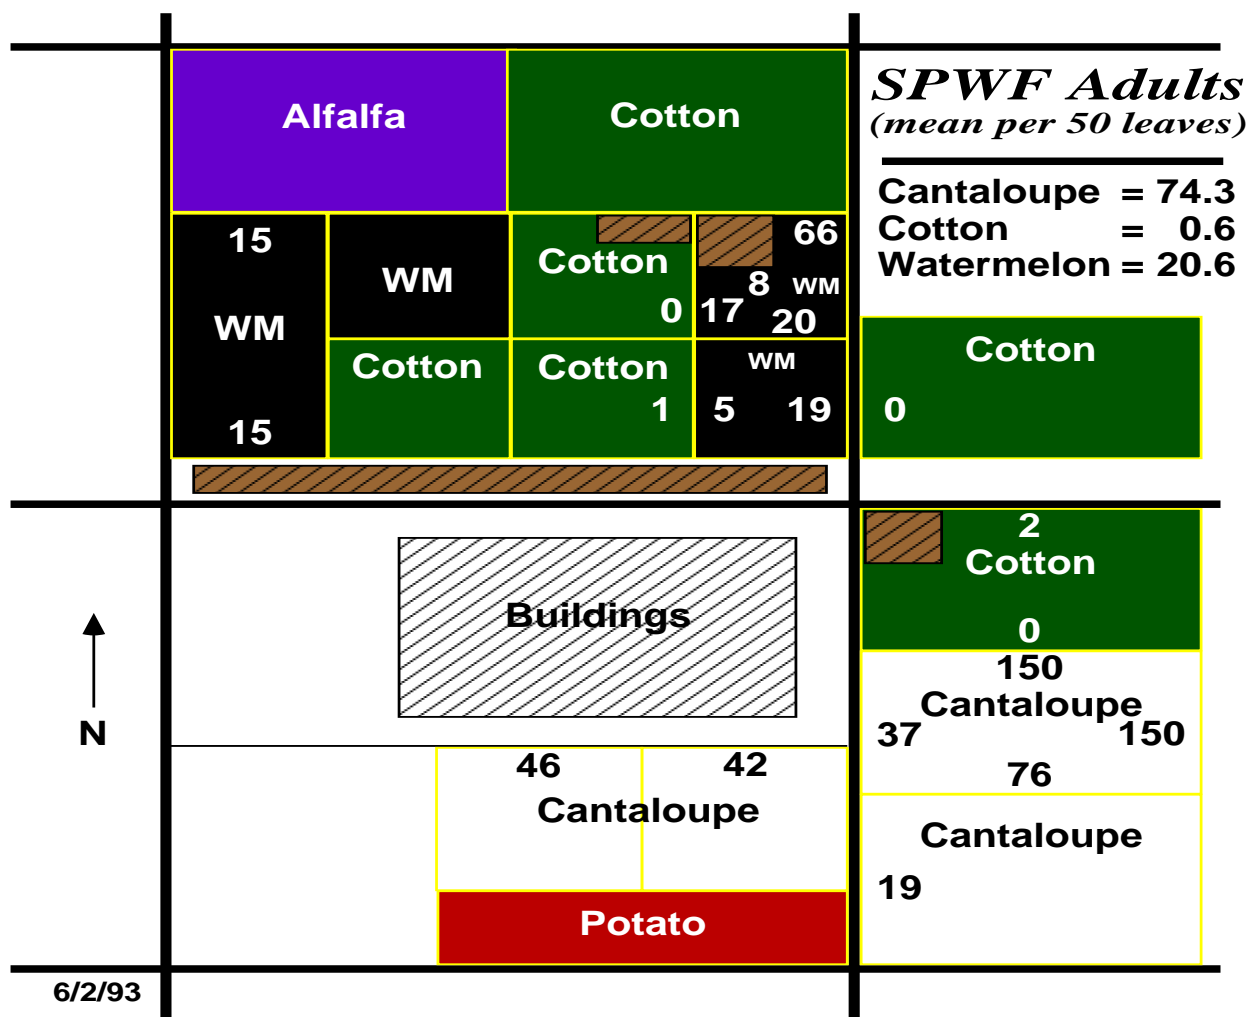 SPWF Adults
(mean per 50 leaves)
Cantaloupe = 74.3
Cotton = 0.6
Watermelon = 20.6
Alfalfa
Cotton
15
WM
15
WM
Cotton
Cotton
0
Cotton
1
66
8 WM
17
20
WM
5 19
Cotton
0
2
Cotton
0
150
Cantaloupe
37 150
76
Cantaloupe
19
Buildings
N
46 42
Cantaloupe
Potato
6/2/93